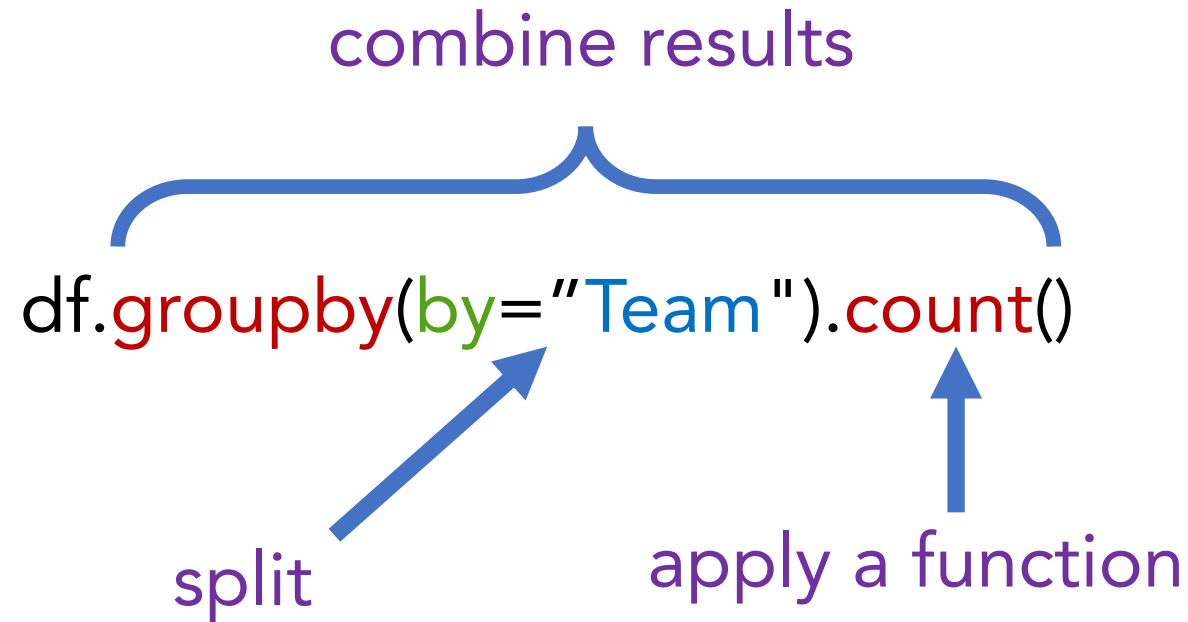 combine results
df.groupby(by=”Team").count()
split
apply a function